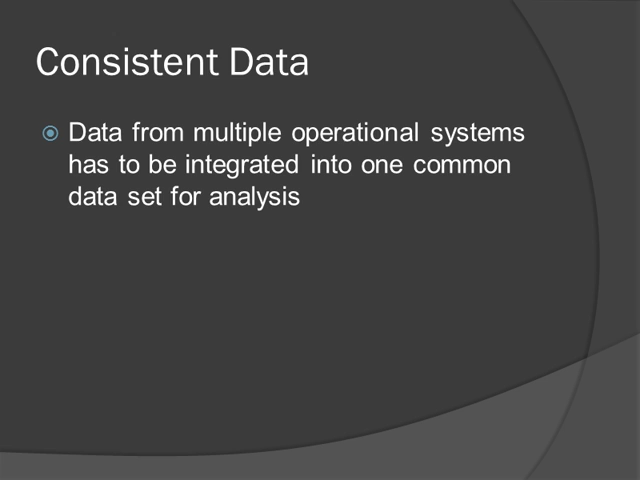 Consistent Data
Data from multiple operational systems
has to be integrated into one common
data set for analysis